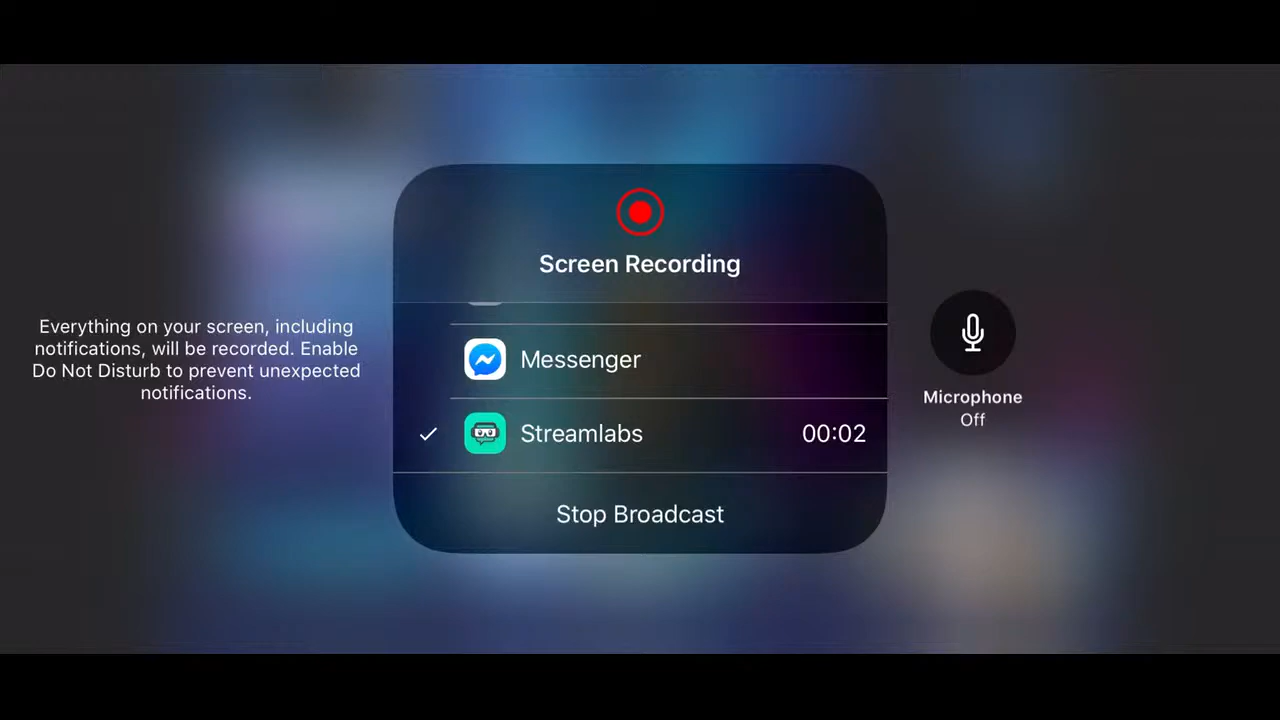 Screen Recording
Everything on your screen, including
notifications, will be recorded. Enable
Do Not Disturb to prevent unexpected
notifications.
Messenger
Streamlabs 00:02
Stop Broadcast
Microphone
Off